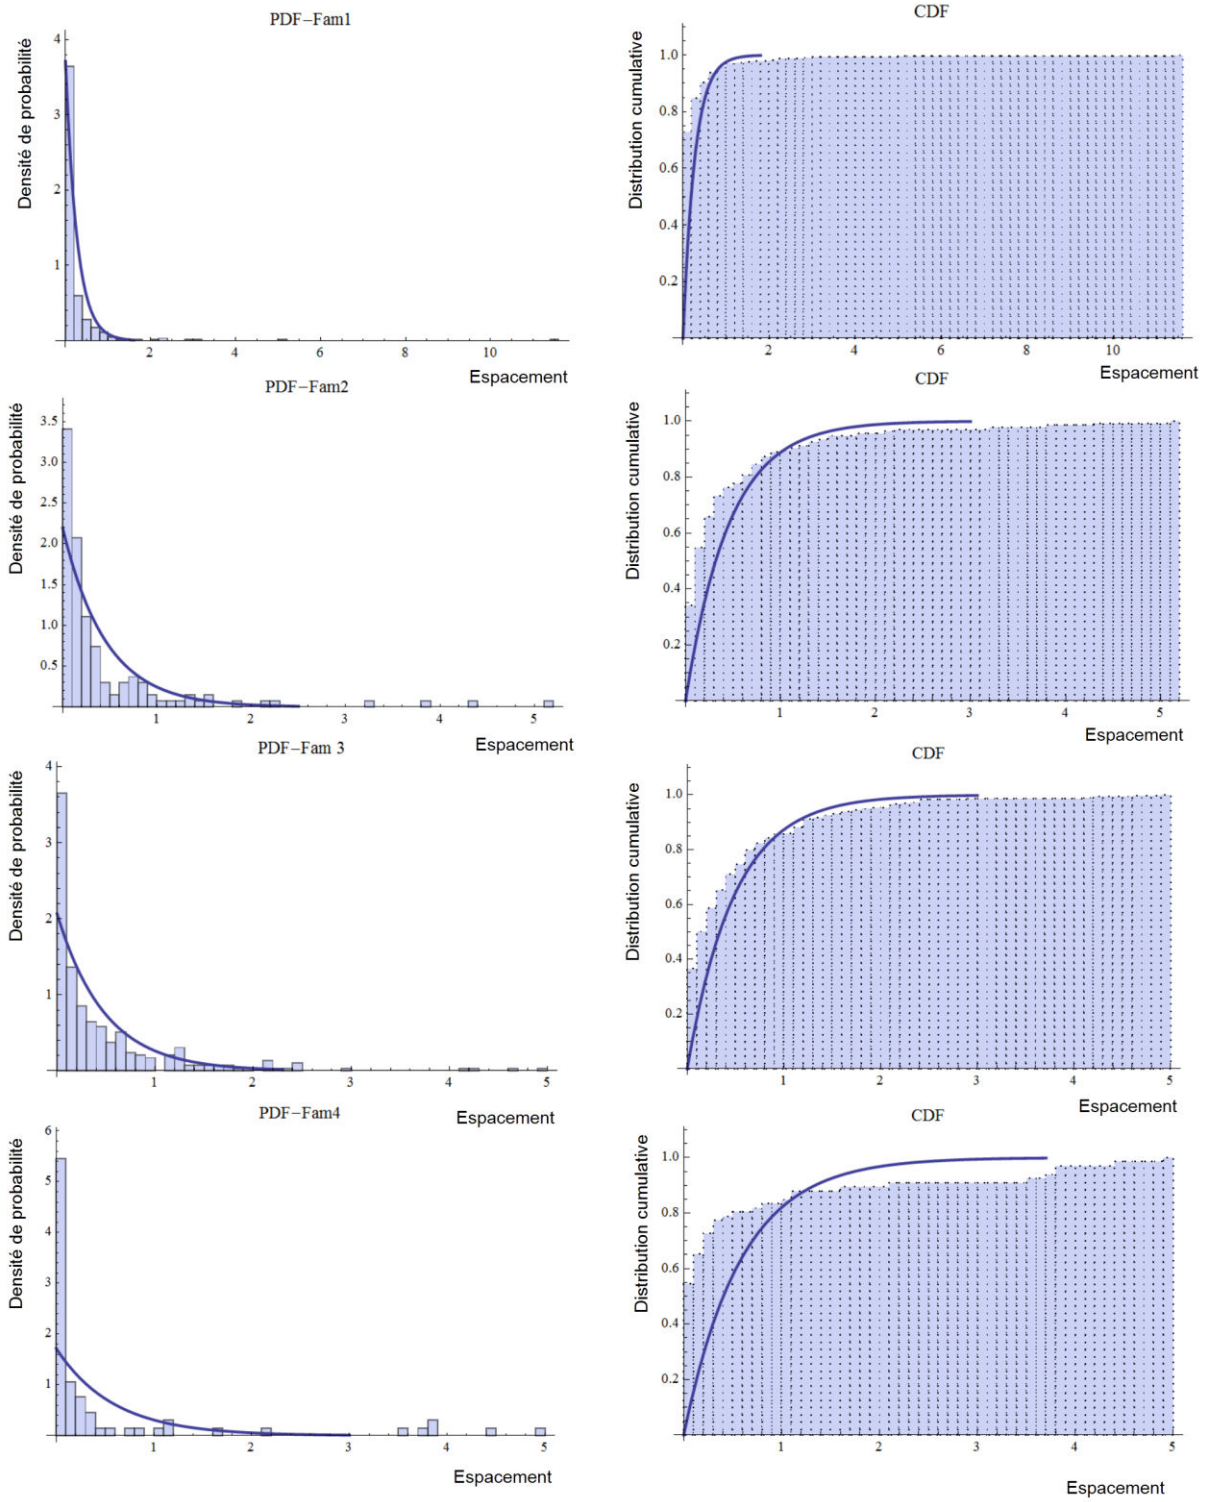 PDF−Fam1
Densité de probabilité
4
3
2
1
2 4 6 8 10
Espacement
CDF
Distribution cumulative
1.0
0.8
0.6
0.4
0.2
2 4 6 8 10
Espacement
PDF−Fam2
Densité de probabilité
3.5
3.0
2.5
2.0
1.5
1.0
0.5
1 2 3 4 5
Espacement
CDF
Distribution cumulative
1.0
0.8
0.6
0.4
0.2
1 2 3 4 5
Espacement
PDF−Fam 3
Densité de probabilité
4
3
2
1
1 2 3 4 5
Espacement
CDF
Distribution cumulative
1.0
0.8
0.6
0.4
0.2
1 2 3 4 5
Espacement
PDF−Fam4
Densité de probabilité
6
5
4
3
2
1
1 2 3 4 5
Espacement
CDF
Distribution cumulative
1.0
0.8
0.6
0.4
0.2
1 2 3 4 5
Espacement